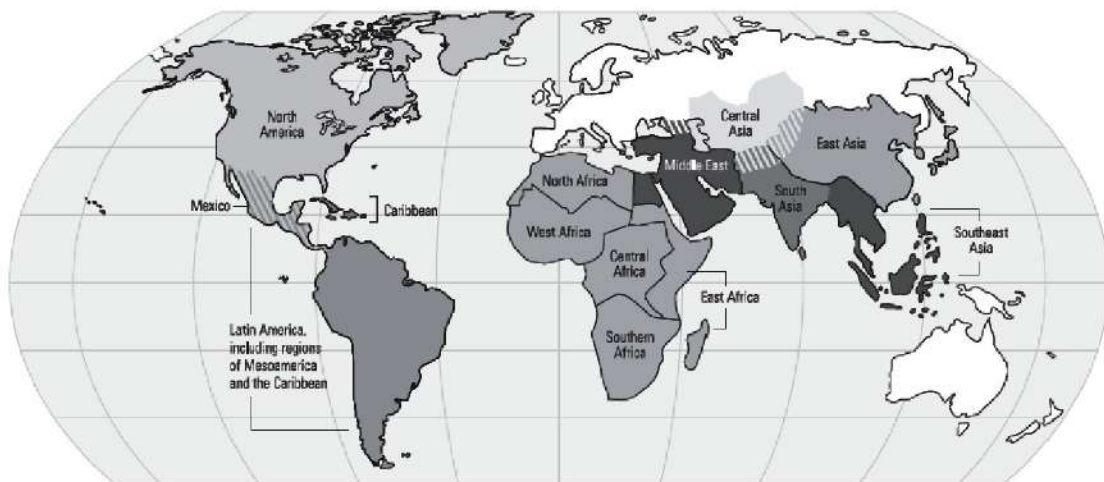 North
America
Mexico
Caribbean
Latin America,
including regions
of Mesoamerica
and the Caribbean
North Africa
West Africa
Central
Africa
East Africa
Southern
Africa
Middle East
Central
Asia
East Asia
South
Asia
Southeast
Asia